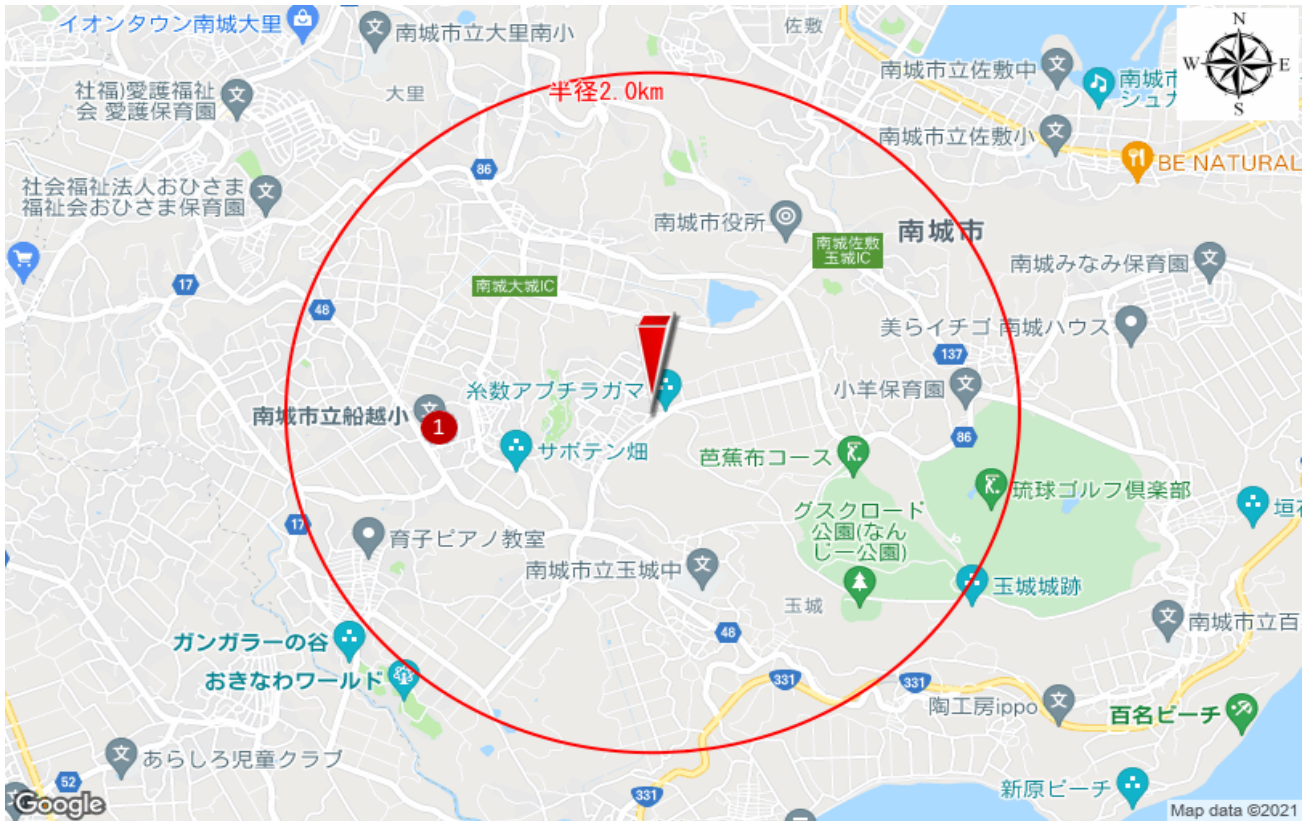 イオンタウン南城大里
南城市立大里南小
佐敷
N
W
E
S
南城市立佐敷中
南城市
シュガ
社福)愛護福祉
会 愛護保育園
大里
半径2.0km
南城市立佐敷小
BE NATURAL
86
社会福祉法人おひさま
福祉会おひさま保育園
南城市役所
南城市
南城佐敷
玉城IC
南城みなみ保育園
17
南城大城IC
48
美らイチゴ 南城ハウス
137
糸数アブチラガマ
小羊保育園
南城市立船越小
1
サボテン畑
86
芭蕉布コース
琉球ゴルフ倶楽部
グスクロード
公園(なん
じー公園)
垣花
17
育子ピアノ教室
南城市立玉城中
玉城城跡
玉城
南城市立百
ガンガラーの谷
48
おきなわワールド
331
331
陶工房ippo
百名ビーチ
あらしろ児童クラブ
52
331
新原ビーチ
Google
Map data ©2021